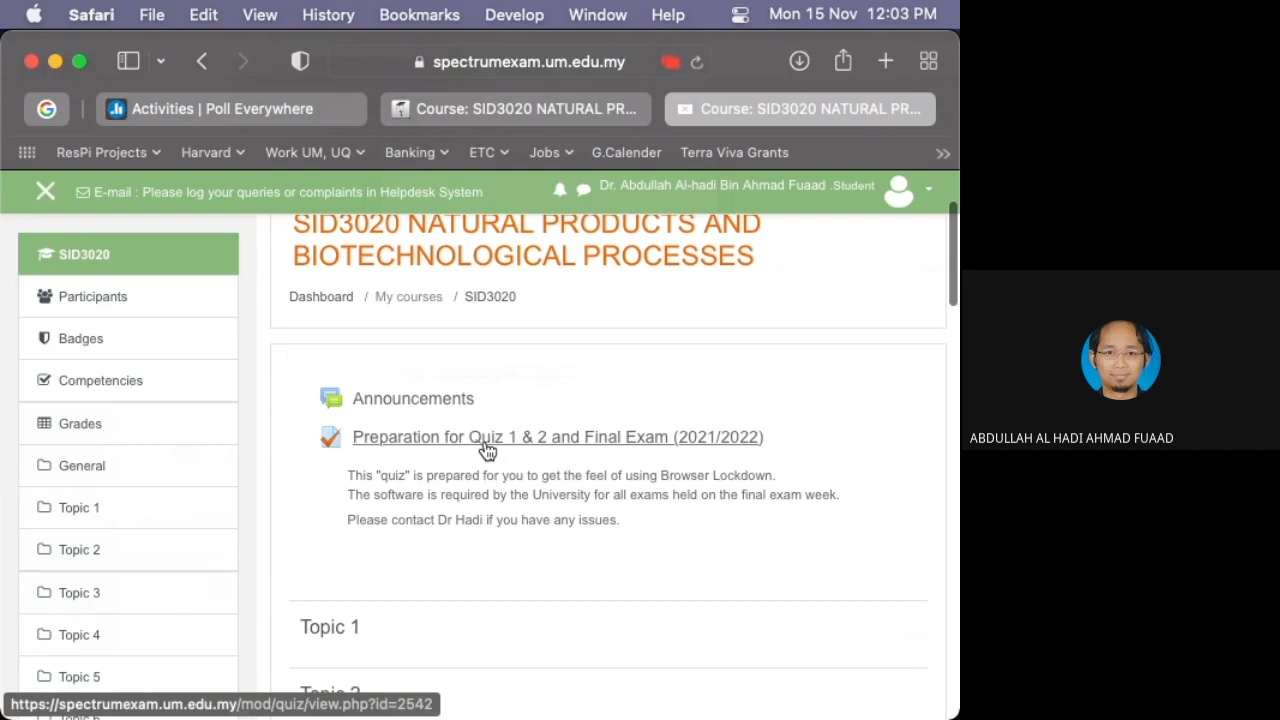 Safari File Edit View History Bookmarks Develop Window Help Mon 15 Nov 12:03 PM
spectrumexam.um.edu.my
G Activities | Poll Everywhere Course: SID3020 NATURAL PR... Course: SID3020 NATURAL PR...
ResPi Projects Harvard Work UM, UQ Banking ETC Jobs G.Calender Terra Viva Grants
E-mail : Please log your queries or complaints in Helpdesk System Dr. Abdullah Al-hadi Bin Ahmad Fuaad .Student
SID3020
Participants
Badges
Competencies
Grades
General
Topic 1
Topic 2
Topic 3
Topic 4
Topic 5
SID3020 NATURAL PRODUCTS AND
BIOTECHNOLOGICAL PROCESSES
Dashboard / My courses / SID3020
Announcements
Preparation for Quiz 1 & 2 and Final Exam (2021/2022)
This "quiz" is prepared for you to get the feel of using Browser Lockdown.
The software is required by the University for all exams held on the final exam week.
Please contact Dr Hadi if you have any issues.
Topic 1
Topic 2
https://spectrumexam.um.edu.my/mod/quiz/view.php?id=2542
ABDULLAH AL HADI AHMAD FUAAD